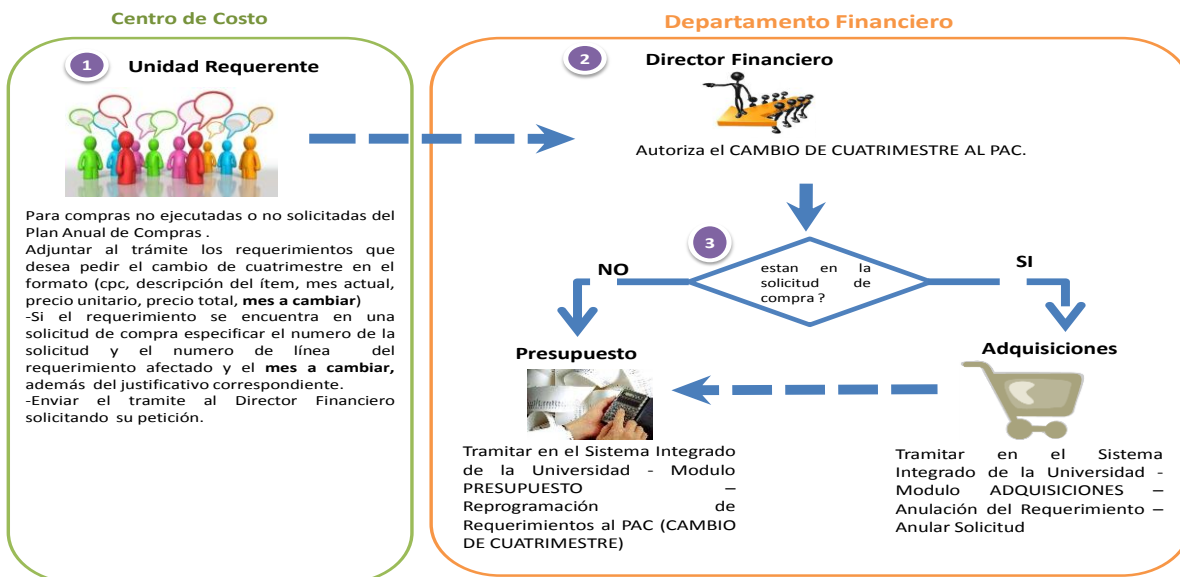 Centro de Costo
Departamento Financiero
1
Unidad Requerente
Para compras no ejecutadas o no solicitadas del
Plan Anual de Compras .
Adjuntar al trámite los requerimientos que
desea pedir el cambio de cuatrimestre en el
formato (cpc, descripción del ítem, mes actual,
precio unitario, precio total, mes a cambiar)
-Si el requerimiento se encuentra en una
solicitud de compra especificar el numero de la
solicitud y el numero de línea del
requerimiento afectado y el mes a cambiar,
además del justificativo correspondiente.
-Enviar el tramite al Director Financiero
solicitando su petición.
2
Director Financiero
Autoriza el CAMBIO DE CUATRIMESTRE AL PAC.
3
estan en la
solicitud de
compra ?
NO
SI
Presupuesto
Tramitar en el Sistema Integrado
de la Universidad - Modulo
PRESUPUESTO –
Reprogramación de
Requerimientos al PAC (CAMBIO
DE CUATRIMESTRE)
Adquisiciones
Tramitar en el Sistema
Integrado de la Universidad -
Modulo ADQUISICIONES –
Anulación del Requerimiento –
Anular Solicitud